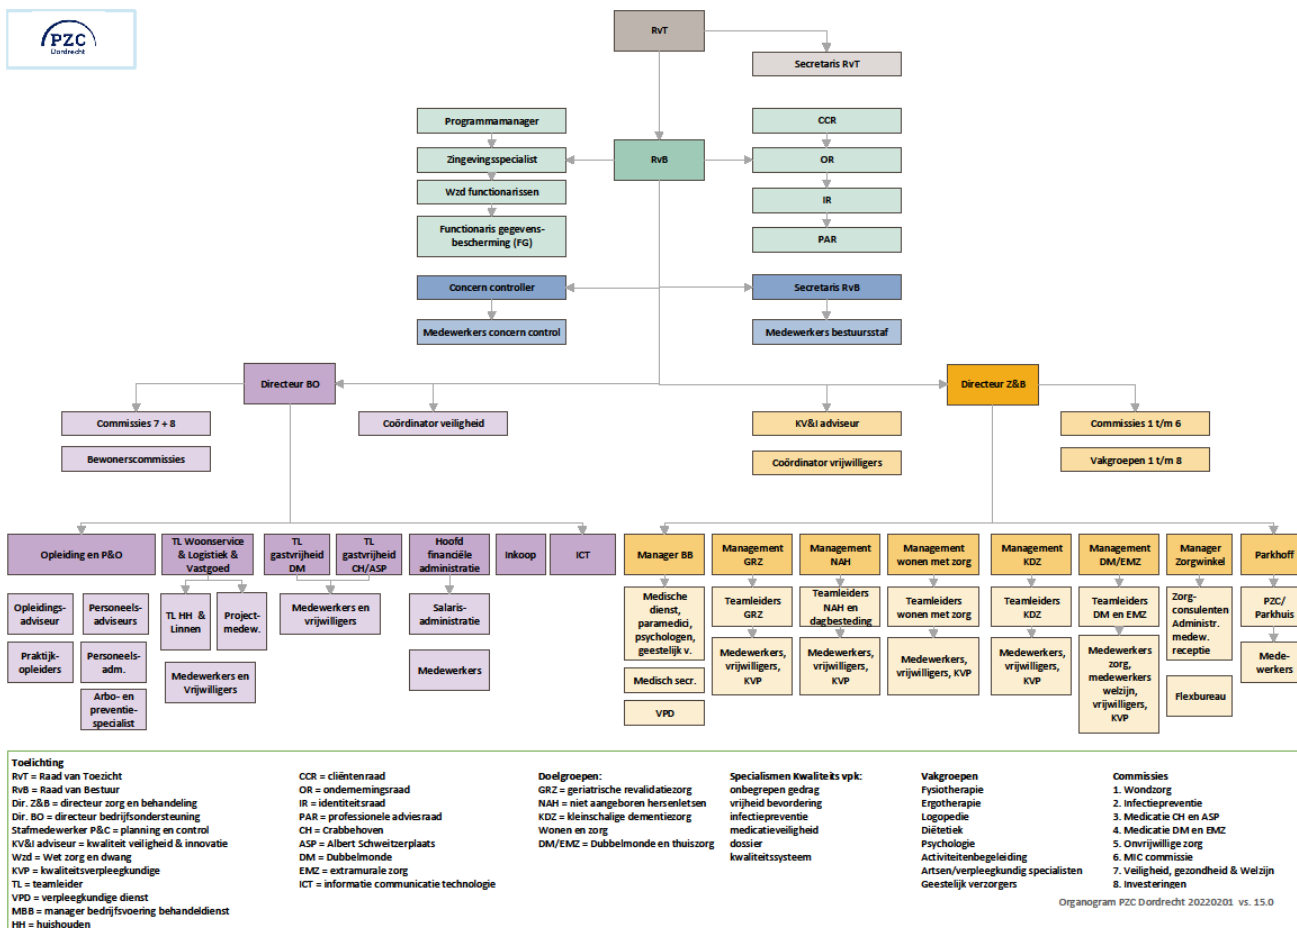 PZC
Dordrecht
RvT
Secretaris RvT
Programmamanager
CCR
Zingevingsspecialist
RvB
OR
Wzd functionarissen
IR
Functionaris gegevens-
bescherming (FG)
PAR
Concern controller
Secretaris RvB
Medewerkers concern control
Medewerkers bestuursstaf
Directeur BO
Directeur Z&B
Commissies 7 + 8
Coördinator veiligheid
KV&I adviseur
Commissies 1 t/m 6
Bewonerscommissies
Coördinator vrijwilligers
Vakgroepen 1 t/m 8
Opleiding en P&O
TL Woonservice
& Logistiek &
Vastgoed
TL
gastvrijheid
DM
TL
gastvrijheid
CH/ASP
Hoofd
financiële
administratie
Inkoop
ICT
Manager BB
Management
GRZ
Management
NAH
Management
wonen met zorg
Management
KDZ
Management
DM/EMZ
Manager
Zorgwinkel
Parkhoff
Opleidings-
adviseur
Personeels-
adviseurs
TL HH &
Linnen
Project-
medew.
Medewerkers en
vrijwilligers
Salaris-
administratie
Medische
dienst,
paramedici,
psychologen,
geestelijk v.
Teamleiders
GRZ
Teamleiders
NAH en
dagbesteding
Teamleiders
wonen met zorg
Teamleiders
KDZ
Teamleiders
DM en EMZ
Zorg-
consulenten
Administr.
medew.
receptie
PZC/
Parkhuis
Praktijk-
opleiders
Personeels-
adm.
Medewerkers en
Vrijwilligers
Medewerkers
Medewerkers,
vrijwilligers,
KVP
Medewerkers,
vrijwilligers,
KVP
Medewerkers,
vrijwilligers, KVP
Medewerkers,
vrijwilligers,
KVP
Medewerkers
zorg,
medewerkers
welzijn,
vrijwilligers,
KVP
Mede-
werkers
Medisch secr.
Arbo- en
preventie-
specialist
VPD
Flexbureau
Toelichting
RvT = Raad van Toezicht
RvB = Raad van Bestuur
Dir. Z&B = directeur zorg en behandeling
Dir. BO = directeur bedrijfsondersteuning
Stafmedewerker P&C = planning en control
KV&I adviseur = kwaliteit veiligheid & innovatie
Wzd = Wet zorg en dwang
KVP = kwaliteitsverpleegkundige
TL = teamleider
VPD = verpleegkundige dienst
MBB = manager bedrijfsvoering behandeldienst
HH = huishouden
CCR = cliëntenraad
OR = ondernemingsraad
IR = identiteitsraad
PAR = professionele adviesraad
CH = Crabbehoven
ASP = Albert Schweitzerplaats
DM = Dubbelmonde
EMZ = extramurale zorg
ICT = informatie communicatie technologie
Doelgroepen:
GRZ = geriatrische revalidatiezorg
NAH = niet aangeboren hersenletsen
KDZ = kleinschalige dementiezorg
Wonen en zorg
DM/EMZ = Dubbelmonde en thuiszorg
Specialismen Kwaliteits vpk:
onbegrepen gedrag
vrijheid bevordering
infectiepreventie
medicatieveiligheid
dossier
kwaliteitssysteem
Vakgroepen
Fysiotherapie
Ergotherapie
Logopedie
Diëtetiek
Psychologie
Activiteitenbegeleiding
Artsen/verpleegkundig specialisten
Geestelijk verzorgers
Commissies
1. Wondzorg
2. Infectiepreventie
3. Medicatie CH en ASP
4. Medicatie DM en EMZ
5. Onvrijwillige zorg
6. MIC commissie
7. Veiligheid, gezondheid & Welzijn
8. Investeringen
Organogram PZC Dordrecht 20220201 vs. 15.0